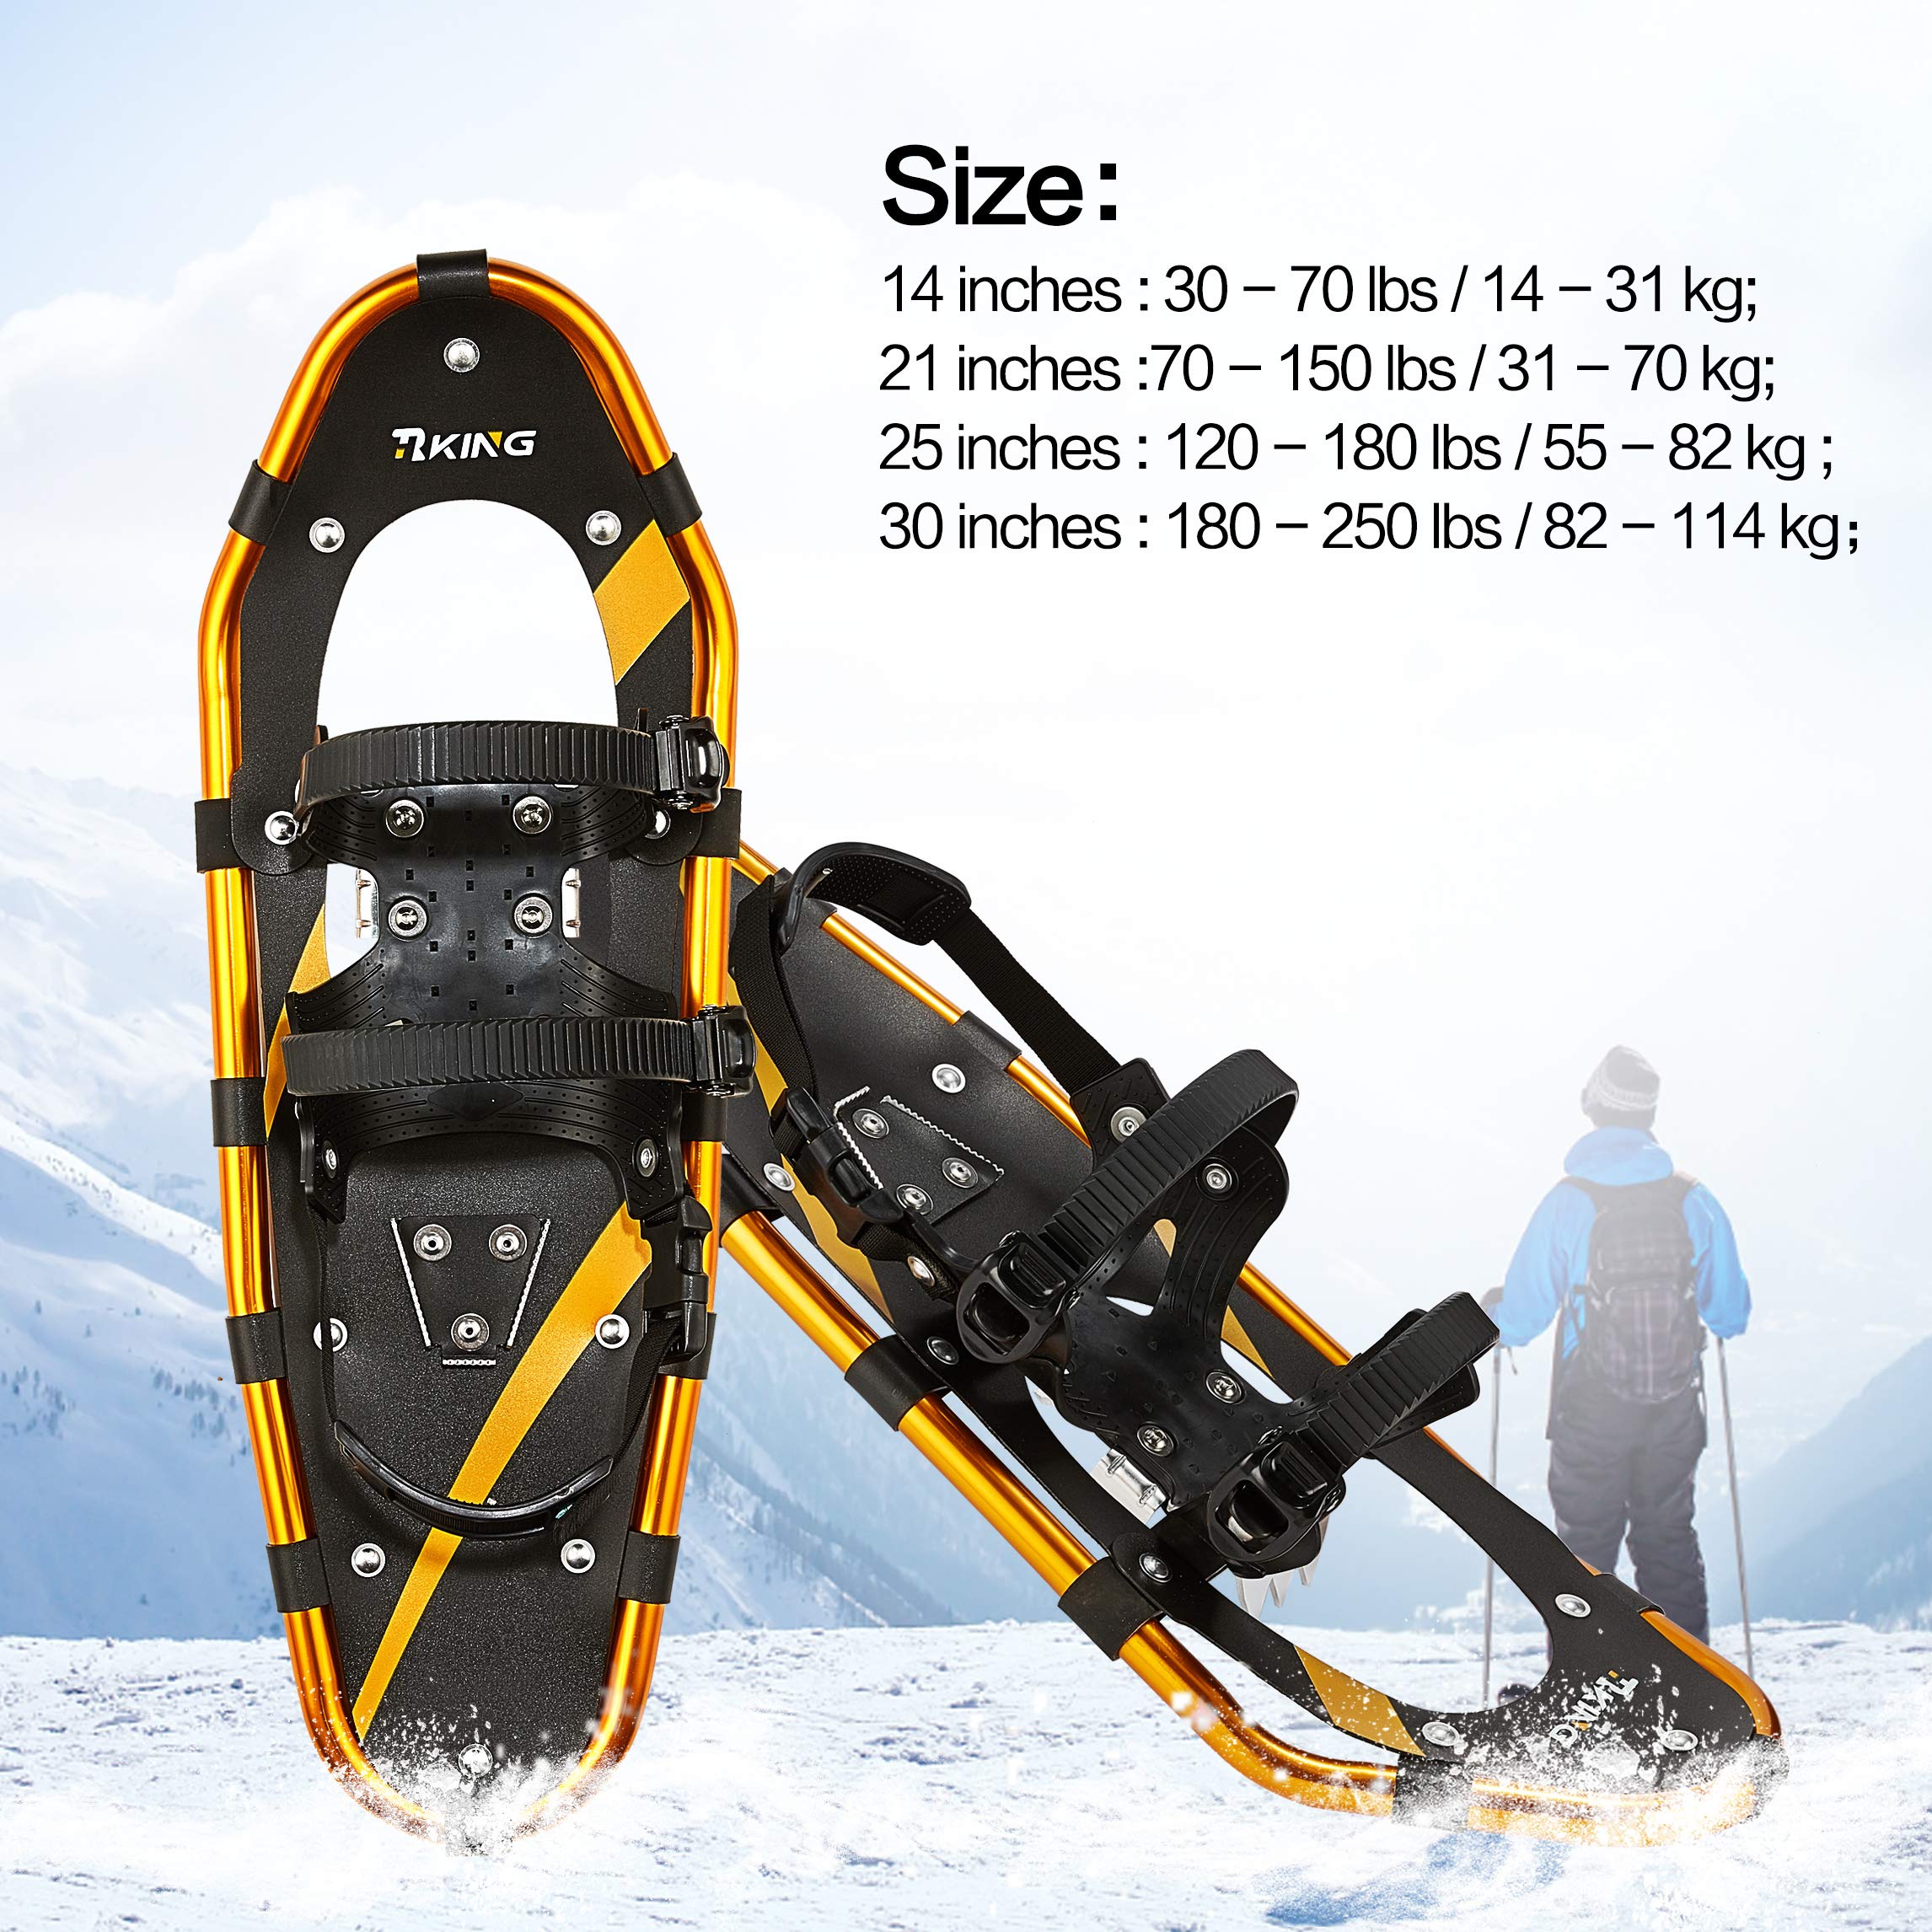 Size:
14 inches : 30 – 70 lbs / 14 – 31 kg;
21 inches :70 – 150 lbs / 31 – 70 kg;
25 inches : 120 – 180 lbs / 55 – 82 kg ;
30 inches : 180 – 250 lbs / 82 – 114 kg;
RKING